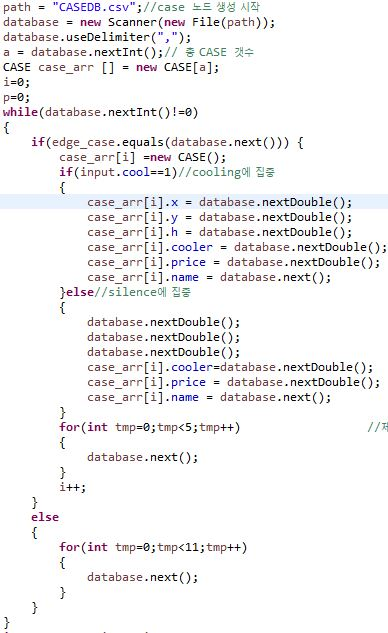 path = "CASEDB.csv";//case 노드 생성 시작
database = new Scanner(new File(path));
database.useDelimiter(",");
a = database.nextInt();// 총 CASE 갯수
CASE case_arr [] = new CASE[a];
i=0;
p=0;
while(database.nextInt()!=0)
{
if(edge_case.equals(database.next())) {
case_arr[i] =new CASE();
if(input.cool==1)//cooling에 집중
{
case_arr[i].x = database.nextDouble();
case_arr[i].y = database.nextDouble();
case_arr[i].h = database.nextDouble();
case_arr[i].cooler = database.nextDouble();
case_arr[i].price = database.nextDouble();
case_arr[i].name = database.next();
}else//silence에 집중
{
database.nextDouble();
database.nextDouble();
database.nextDouble();
case_arr[i].cooler=database.nextDouble();
case_arr[i].price = database.nextDouble();
case_arr[i].name = database.next();
}
for(int tmp=0;tmp<5;tmp++) //제
{
database.next();
}
i++;
}
else
{
for(int tmp=0;tmp<11;tmp++)
{
database.next();
}
}
}